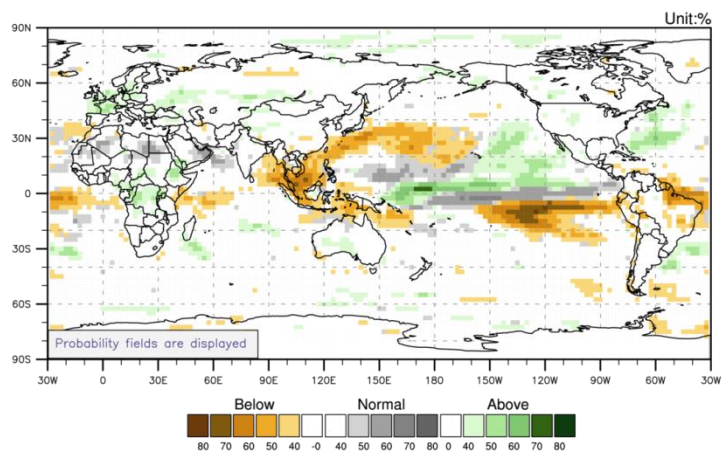 Unit:%
90N
60N
30N
0
30S
60S
90S
Probability fields are displayed
30W 0 30E 60E 90E 120E 150E 180 150W 120W 90W 60W 30W
Below Normal Above
80 70 60 50 40 -0 40 50 60 70 80 0 40 50 60 70 80